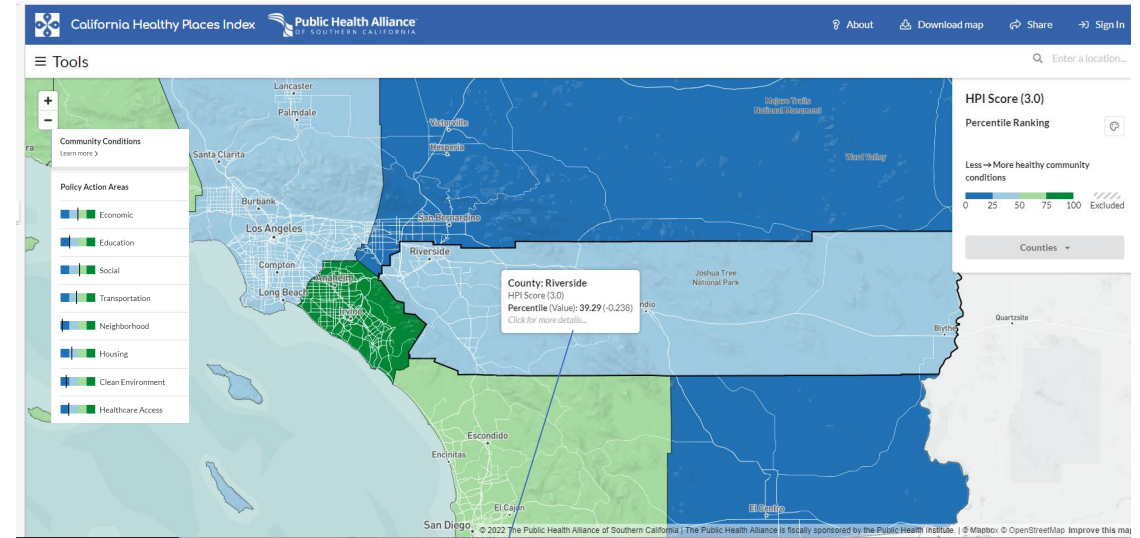 California Healthy Places Index
Public Health Alliance
OF SOUTHERN CALIFORNIA
About
Download map
Share
Sign In
Tools
Enter a location...
+
−
Community Conditions
Learn more >
Policy Action Areas
Economic
Education
Social
Transportation
Neighborhood
Housing
Clean Environment
Healthcare Access
ra
Lancaster
Palmdale
Victorville
Hesperia
Mojave Trails
National Monument
Ward Valley
Santa Clarita
Burbank
Los Angeles
San Bernardino
Riverside
Compton
Anaheim
Long Beach
Irvine
Joshua Tree
National Park
ndio
Blythe
Quartzsite
County: Riverside
HPI Score (3.0)
Percentile (Value): 39.29 (-0.238)
Click for more details...
Escondido
Encinitas
El Cajon
San Diego
El Centro
HPI Score (3.0)
Percentile Ranking
Less → More healthy community
conditions
0 25 50 75 100 Excluded
Counties
© 2022 The Public Health Alliance of Southern California | The Public Health Alliance is fiscally sponsored by the Public Health Institute. | © Mapbox © OpenStreetMap Improve this map